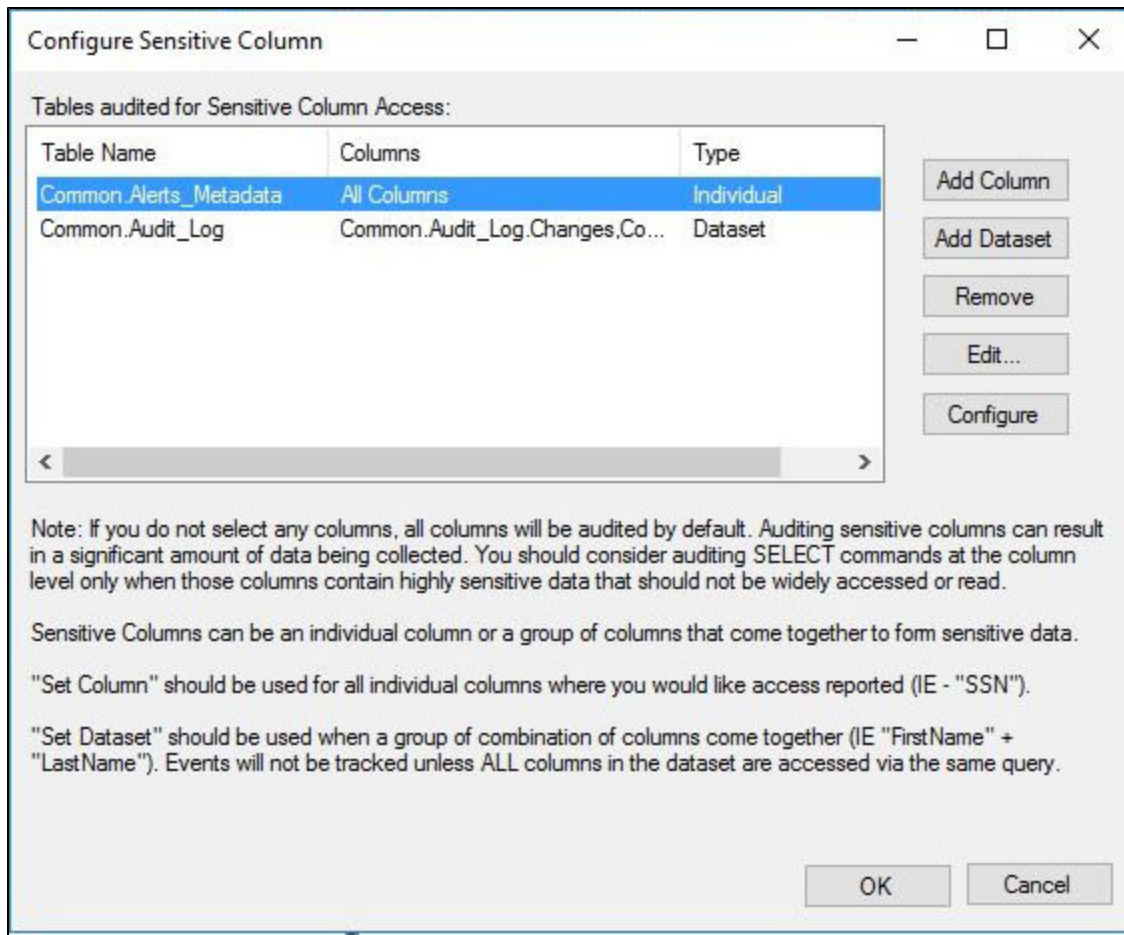 Configure Sensitive Column
Tables audited for Sensitive Column Access:
Table Name Columns Type
Common.Alerts_Metadata All Columns Individual
Common.Audit_Log Common.Audit_Log.Changes,Co... Dataset
Add Column
Add Dataset
Remove
Edit...
Configure
Note: If you do not select any columns, all columns will be audited by default. Auditing sensitive columns can result
in a significant amount of data being collected. You should consider auditing SELECT commands at the column
level only when those columns contain highly sensitive data that should not be widely accessed or read.
Sensitive Columns can be an individual column or a group of columns that come together to form sensitive data.
"Set Column" should be used for all individual columns where you would like access reported (IE - "SSN").
"Set Dataset" should be used when a group of combination of columns come together (IE "FirstName" +
"LastName"). Events will not be tracked unless ALL columns in the dataset are accessed via the same query.
OK Cancel